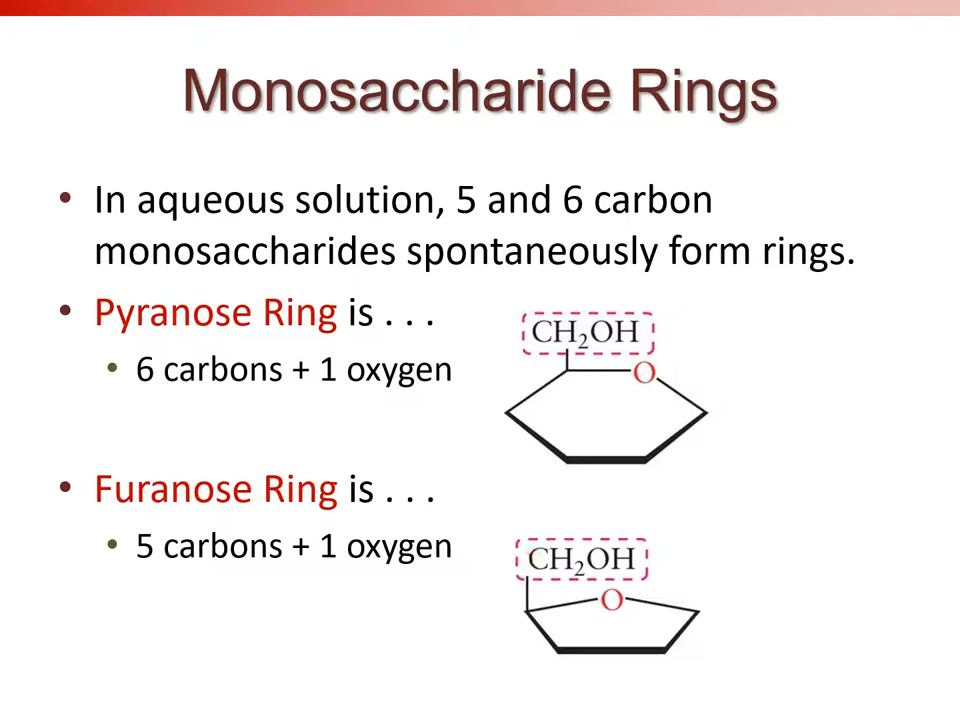 Monosaccharide Rings
• In aqueous solution, 5 and 6 carbon
monosaccharides spontaneously form rings.
• Pyranose Ring is . . .
• 6 carbons + 1 oxygen
CH₂OH
O
• Furanose Ring is . . .
• 5 carbons + 1 oxygen
CH₂OH
O